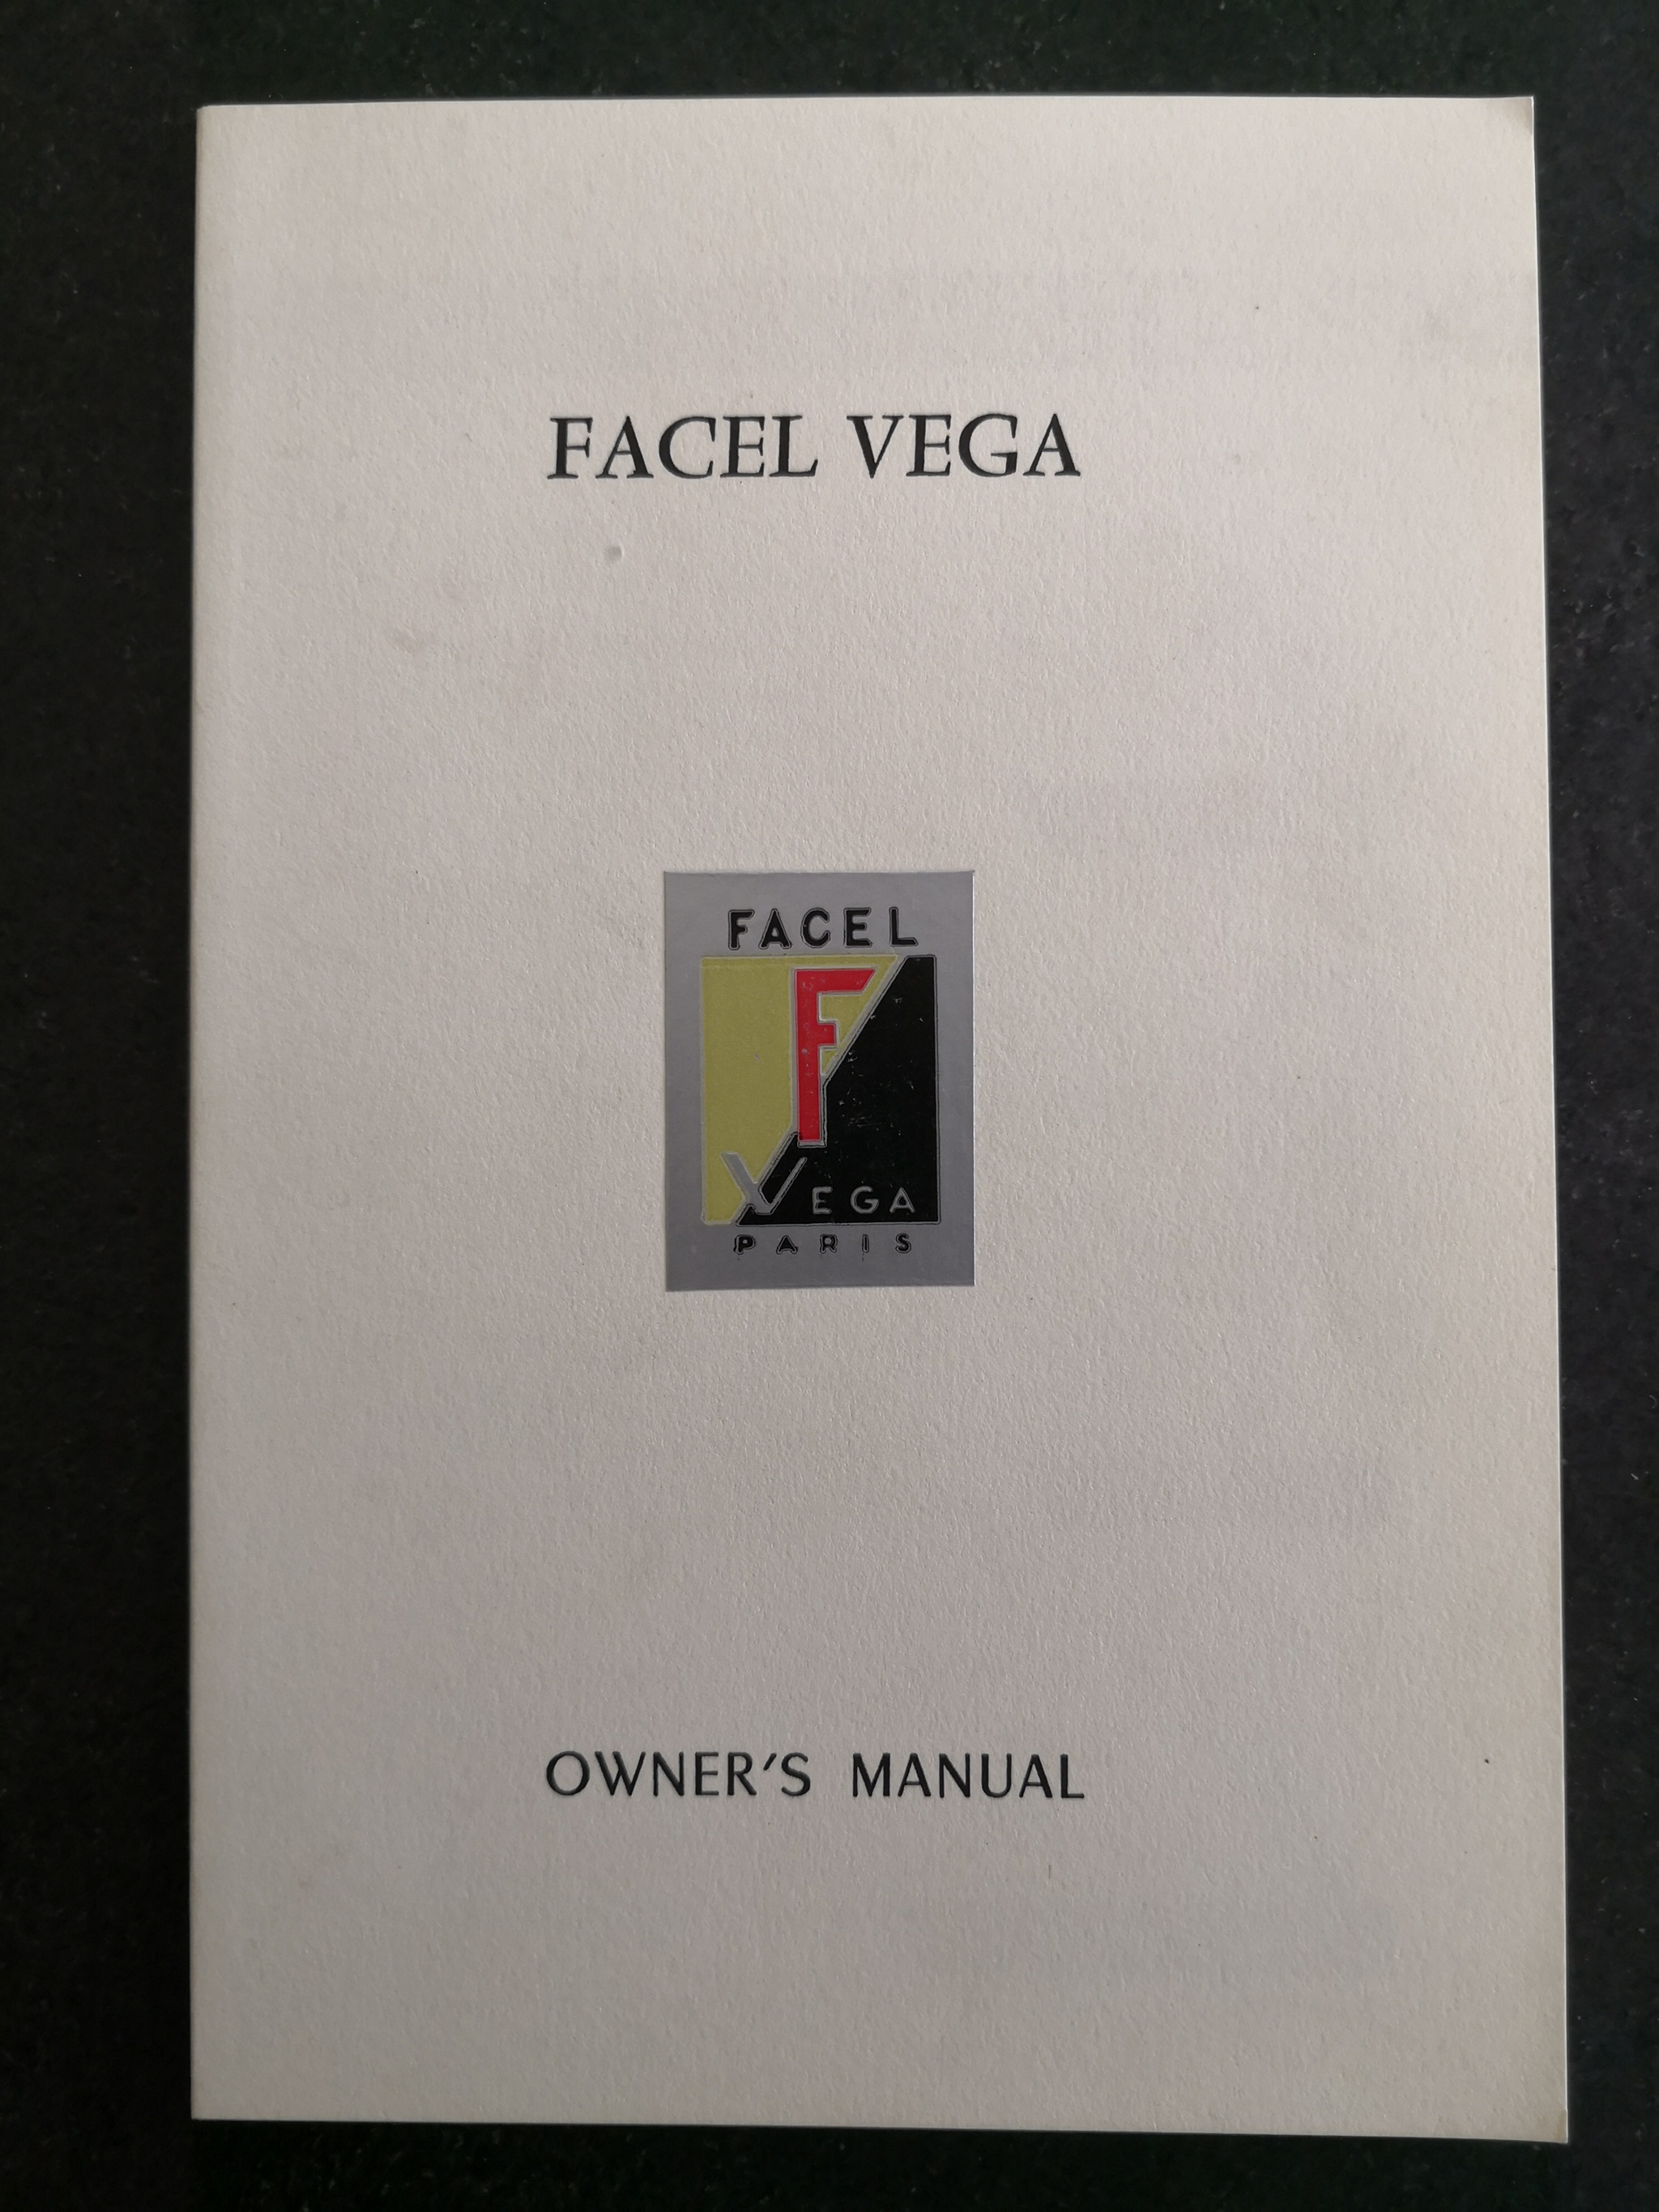 FACEL VEGA
FACEL
F
VEGA
PARIS
OWNER'S MANUAL